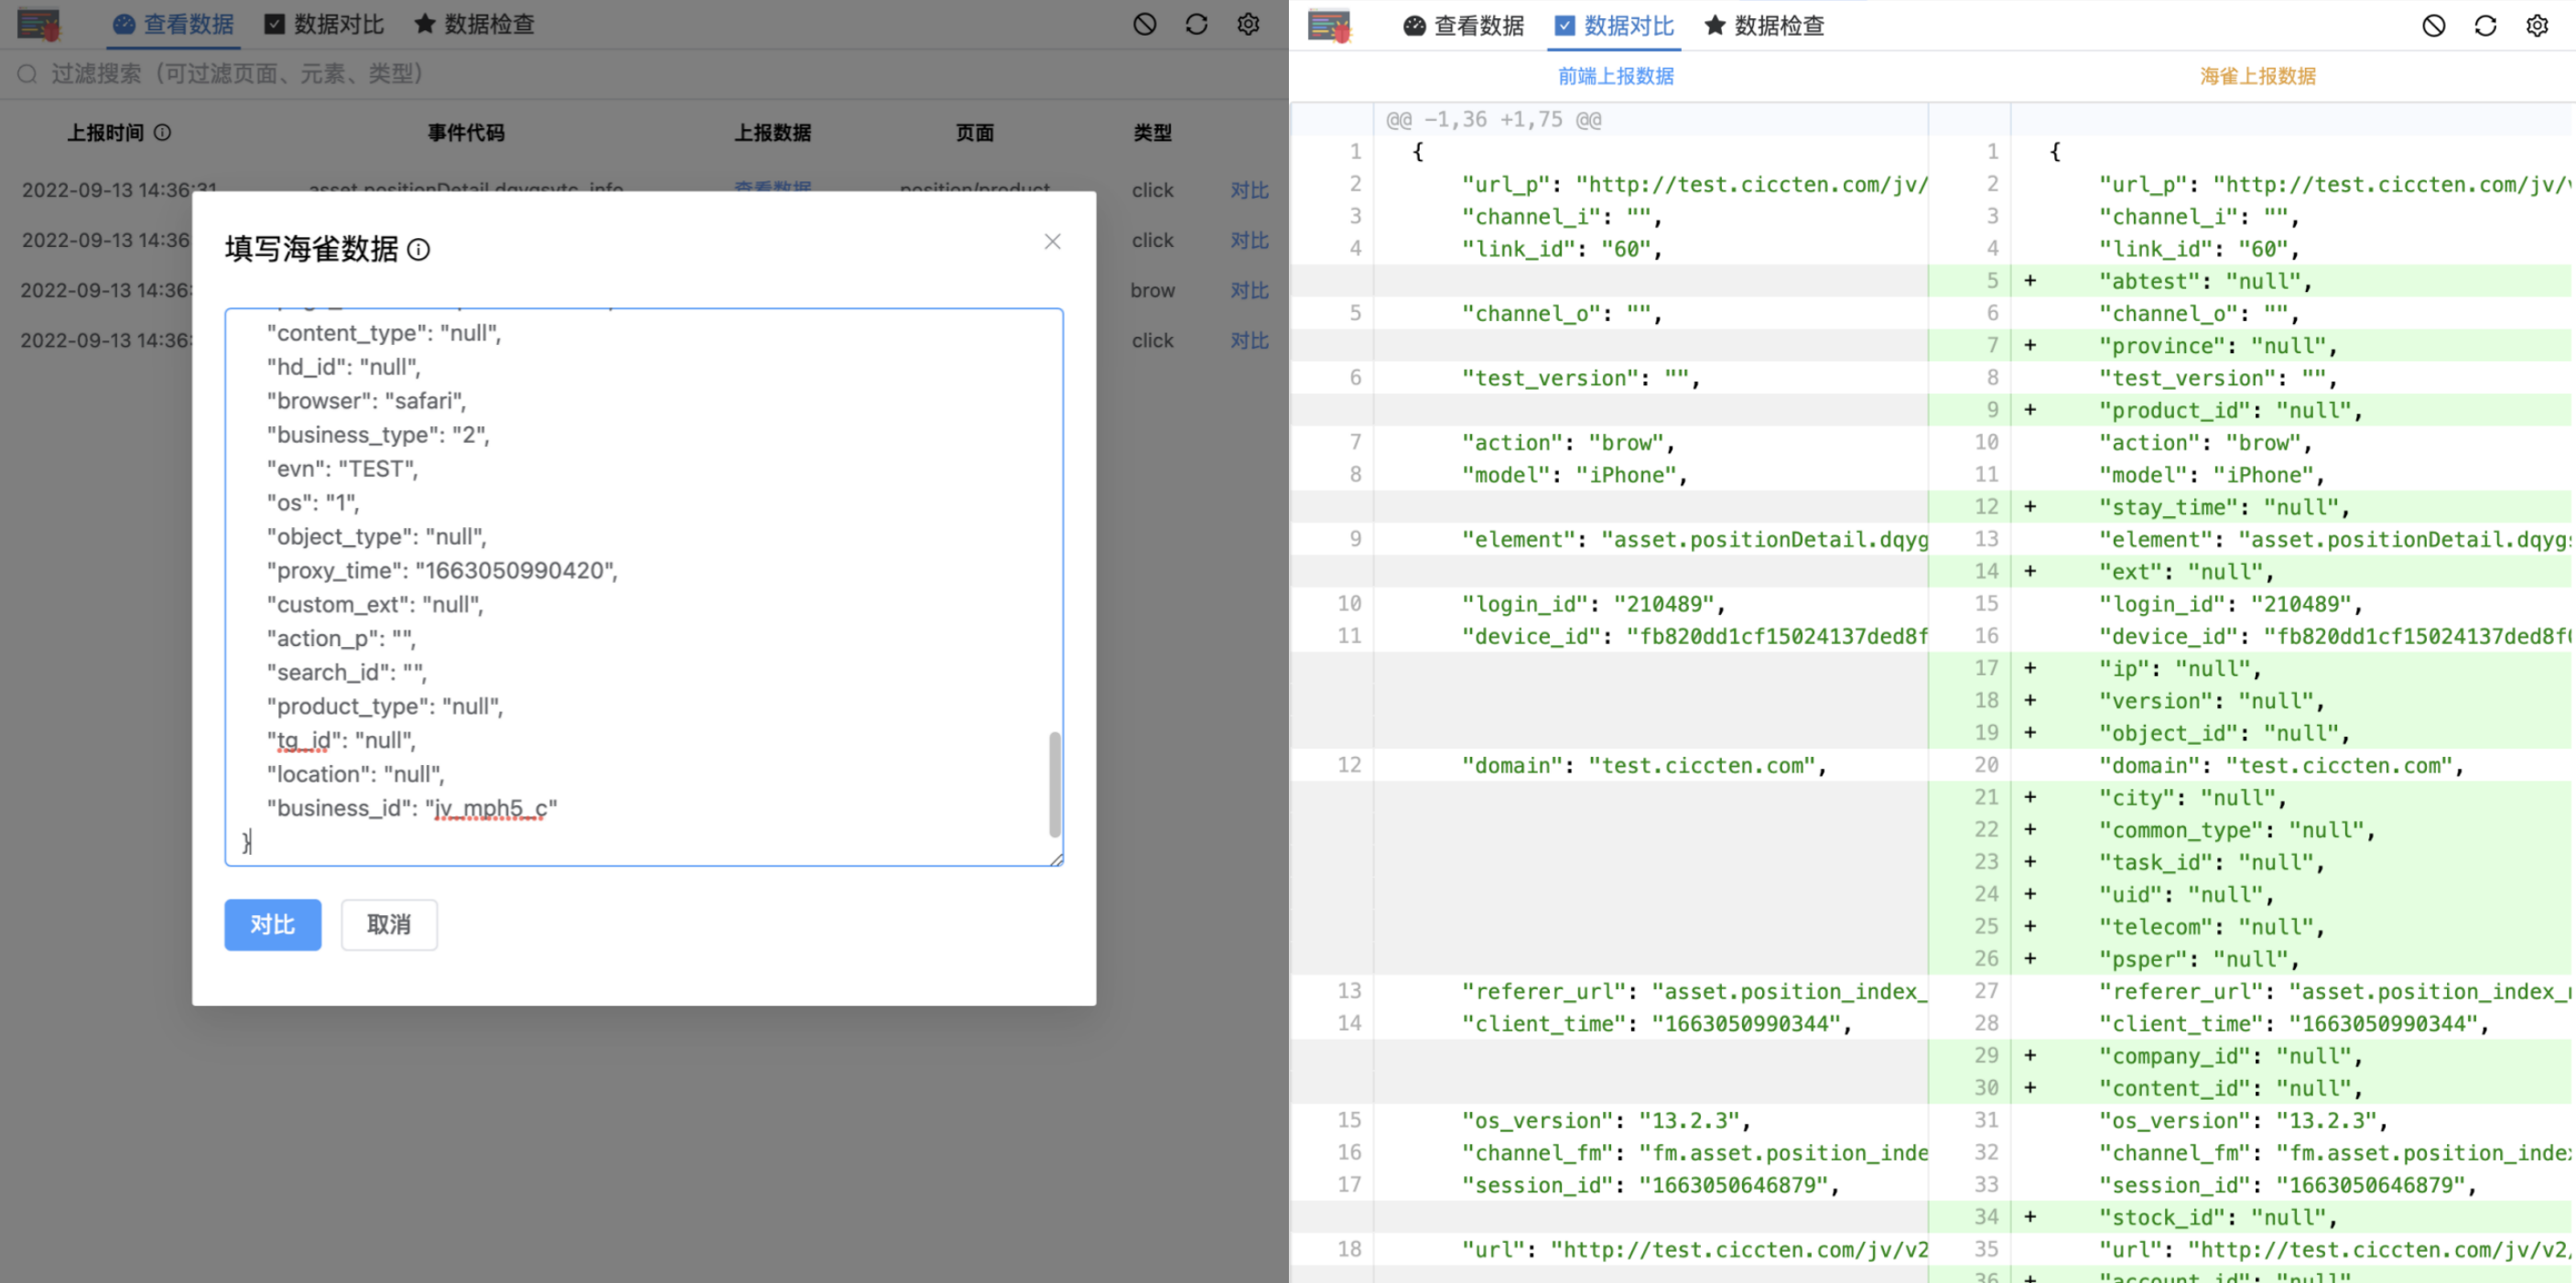 查看数据 数据对比 数据检查
过滤搜索（可过滤页面、元素、类型）
上报时间 事件代码 上报数据 页面 类型
2022-09-13 14:36:31 asset.positionDetail.dqygsytc_info 查看数据 position/product click 对比
2022-09-13 14:36: click 对比
2022-09-13 14:36: brow 对比
2022-09-13 14:36: click 对比
填写海雀数据
"content_type": "null",
"hd_id": "null",
"browser": "safari",
"business_type": "2",
"evn": "TEST",
"os": "1",
"object_type": "null",
"proxy_time": "1663050990420",
"custom_ext": "null",
"action_p": "",
"search_id": "",
"product_type": "null",
"tg_id": "null",
"location": "null",
"business_id": "jv_mph5_c"
}
对比 取消
查看数据 数据对比 数据检查
前端上报数据 海雀上报数据
@@ -1,36 +1,75 @@
1 { 1 {
2 "url_p": "http://test.ciccten.com/jv/ 2 "url_p": "http://test.ciccten.com/jv/
3 "channel_i": "", 3 "channel_i": "",
4 "link_id": "60", 4 "link_id": "60",
5 + "abtest": "null",
5 "channel_o": "", 6 "channel_o": "",
7 + "province": "null",
6 "test_version": "", 8 "test_version": "",
9 + "product_id": "null",
7 "action": "brow", 10 "action": "brow",
8 "model": "iPhone", 11 "model": "iPhone",
12 + "stay_time": "null",
9 "element": "asset.positionDetail.dqyg 13 "element": "asset.positionDetail.dqyg
14 + "ext": "null",
10 "login_id": "210489", 15 "login_id": "210489",
11 "device_id": "fb820dd1cf15024137ded8f 16 "device_id": "fb820dd1cf15024137ded8f
17 + "ip": "null",
18 + "version": "null",
19 + "object_id": "null",
12 "domain": "test.ciccten.com", 20 "domain": "test.ciccten.com",
21 + "city": "null",
22 + "common_type": "null",
23 + "task_id": "null",
24 + "uid": "null",
25 + "telecom": "null",
26 + "psper": "null",
13 "referer_url": "asset.position_index_ 27 "referer_url": "asset.position_index_
14 "client_time": "1663050990344", 28 "client_time": "1663050990344",
29 + "company_id": "null",
30 + "content_id": "null",
15 "os_version": "13.2.3", 31 "os_version": "13.2.3",
16 "channel_fm": "fm.asset.position_inde 32 "channel_fm": "fm.asset.position_inde
17 "session_id": "1663050646879", 33 "session_id": "1663050646879",
34 + "stock_id": "null",
18 "url": "http://test.ciccten.com/jv/v2 35 "url": "http://test.ciccten.com/jv/v2
36 + "account_id": "null"